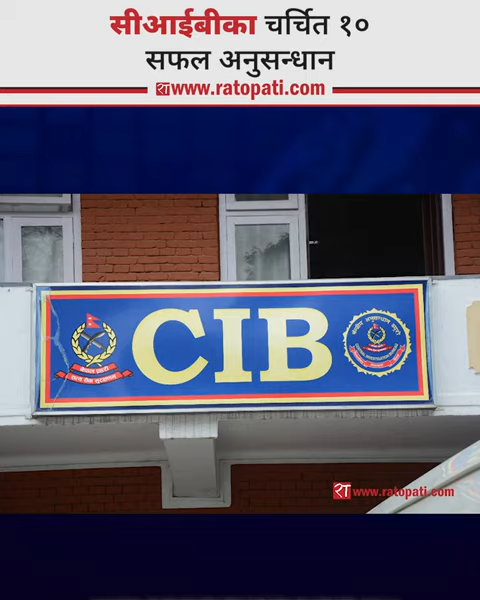 सीआईबीका चर्चित १०
सफल अनुसन्धान
रा www.ratopati.com
CIB
रा www.ratopati.com